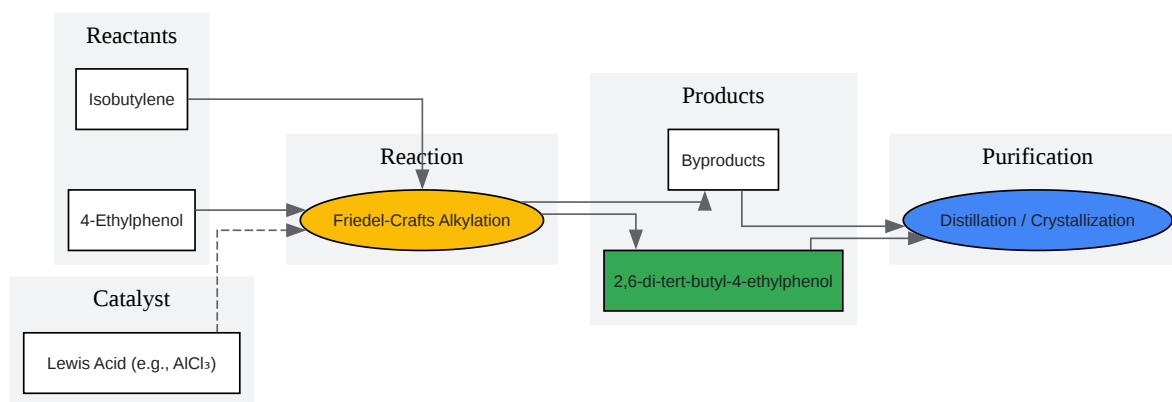 Reactants
Isobutylene
4-Ethylphenol
Catalyst
Lewis Acid (e.g., AlCl₃)
Reaction
Friedel-Crafts Alkylation
Products
Byproducts
2,6-di-tert-butyl-4-ethylphenol
Purification
Distillation / Crystallization